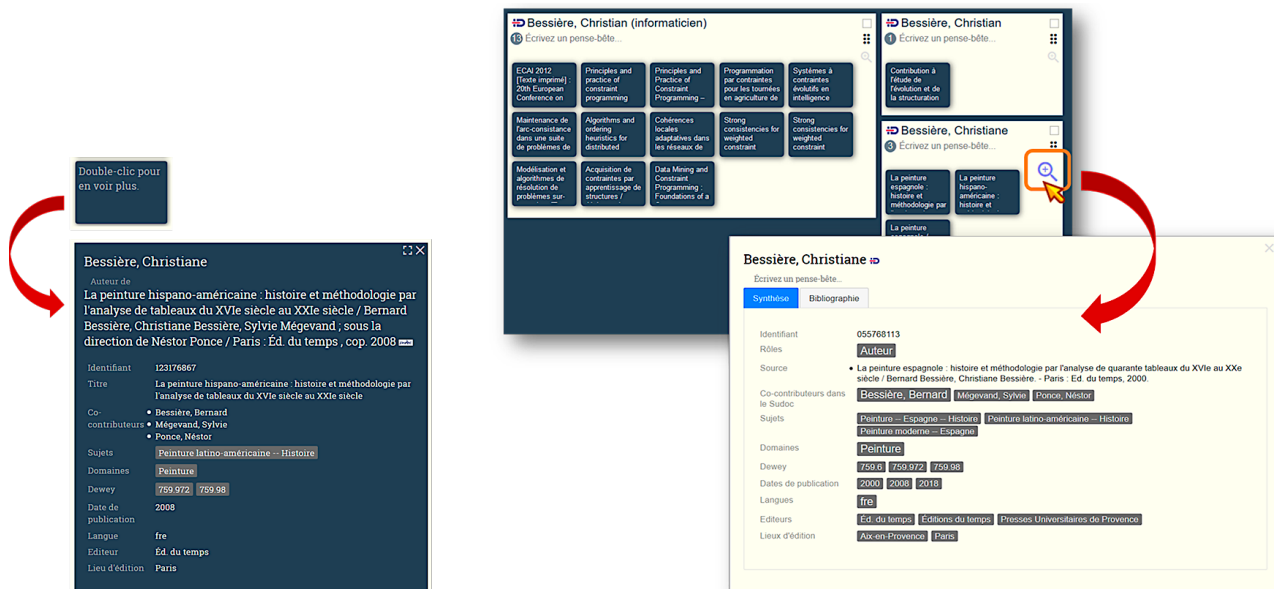 Bessière, Christian (informaticien)
13 Écrivez un pense-bête...
ECAI 2012
[Texte imprimé] :
20th European
Conference on
Principles and
practice of
constraint
programming
Principles and
Practice of
Constraint
Programming –
Programmation
par contraintes
pour les tournées
en agriculture de
Systèmes à
contraintes
évolutifs en
intelligence
Maintenance de
l'arc-consistance
dans une suite
de problèmes de
Algorithms and
ordering
heuristics for
distributed
Cohérences
locales
adaptatives dans
les réseaux de
Strong
consistencies for
weighted
constraint
Strong
consistencies for
weighted
constraint
Modélisation et
algorithmes de
résolution de
problèmes sur-
Acquisition de
contraintes par
apprentissage de
structures /
Data Mining and
Constraint
Programming :
Foundations of a
Bessière, Christian
1 Écrivez un pense-bête...
Contribution à
l'étude de
l'évolution et de
la structuration
Bessière, Christiane
3 Écrivez un pense-bête...
La peinture
espagnole :
histoire et
méthodologie par
La peinture
hispano-
américaine :
histoire et
La peinture
Double-clic pour
en voir plus.
Bessière, Christiane
Auteur de
La peinture hispano-américaine : histoire et méthodologie par
l'analyse de tableaux du XVIe siècle au XXIe siècle / Bernard
Bessière, Christiane Bessière, Sylvie Mégevand ; sous la
direction de Néstor Ponce / Paris : Éd. du temps , cop. 2008
Identifiant 123176867
Titre La peinture hispano-américaine : histoire et méthodologie par
l'analyse de tableaux du XVIe siècle au XXIe siècle
Co-
contributeurs
• Bessière, Bernard
• Mégevand, Sylvie
• Ponce, Néstor
Sujets Peinture latino-américaine -- Histoire
Domaines Peinture
Dewey 759.972 759.98
Date de
publication 2008
Langue fre
Editeur Éd. du temps
Lieu d'édition Paris
Bessière, Christiane
Écrivez un pense-bête...
Synthèse Bibliographie
Identifiant 055768113
Rôles Auteur
Source • La peinture espagnole : histoire et méthodologie par l'analyse de quarante tableaux du XVIe au XXe
siècle / Bernard Bessière, Christiane Bessière. - Paris : Ed. du temps, 2000.
Co-contributeurs dans
le Sudoc
Bessière, Bernard Mégevand, Sylvie Ponce, Néstor
Sujets Peinture -- Espagne -- Histoire Peinture latino-américaine -- Histoire
Peinture moderne -- Espagne
Domaines Peinture
Dewey 759.6 759.972 759.98
Dates de publication 2000 2008 2018
Langues fre
Editeurs Éd. du temps Éditions du temps Presses Universitaires de Provence
Lieux d'édition Aix-en-Provence Paris